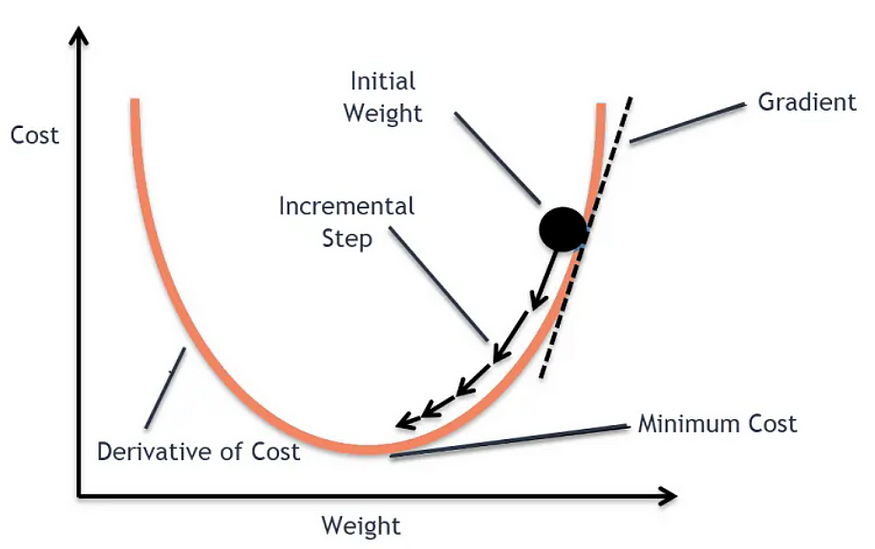 Initial
Weight
Gradient
Cost
Incremental
Step
Minimum Cost
Derivative of Cost
Weight